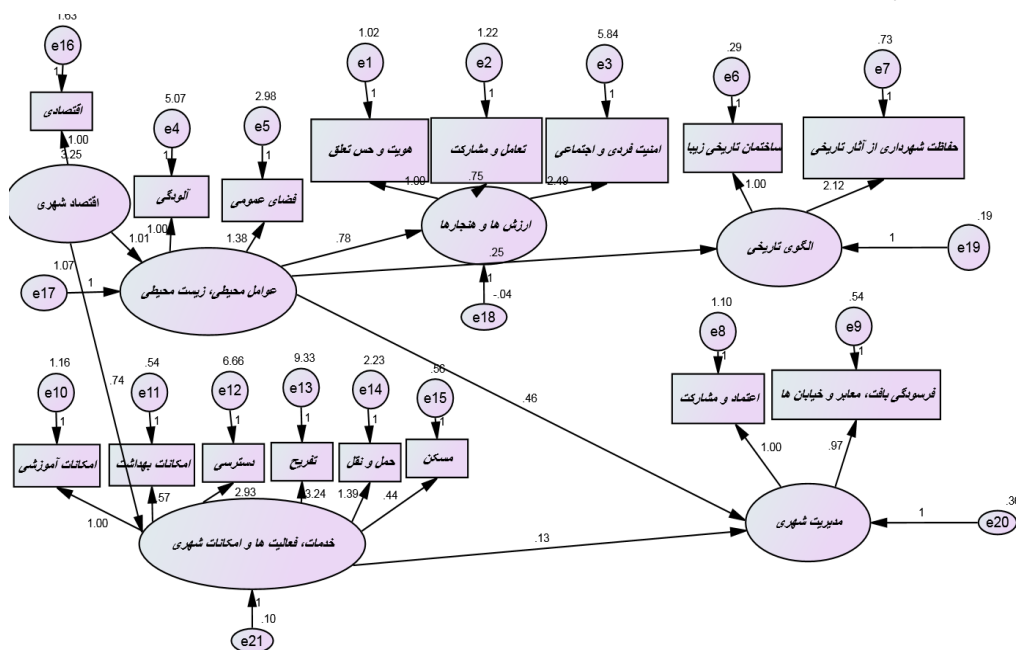 1.63
e16
1
اقتصادی
1.00
3.25
اقتصاد شهری
1.01
1.07
e17
1
5.07
e4
1
آلودگی
1.00
2.98
e5
1
فضای عمومی
1.38
عوامل محیطی، زیست محیطی
1.02
e1
1
هویت و حس تعلق
1.00
1.22
e2
1
تعامل و مشارکت
.75
5.84
e3
1
امنیت فردی و اجتماعی
2.49
ارزش ها و هنجارها
.78
.25
1
-.04
e18
.29
e6
1
ساختمان تاریخی زیبا
1.00
.73
e7
1
حفاظت شهرداری از آثار تاریخی
2.12
الگوی تاریخی
1
.19
e19
.74
.46
1.16
e10
1
امکانات آموزشی
1.00
.54
e11
1
امکانات بهداشت
.57
6.66
e12
1
دسترسی
2.93
9.33
e13
1
تفریح
3.24
2.23
e14
1
حمل و نقل
1.39
.56
e15
1
مسکن
.44
خدمات، فعالیت ها و امکانات شهری
1
.10
e21
.13
1.10
e8
1
اعتماد و مشارکت
1.00
.54
e9
1
فرسودگی بافت، معابر و خیابان ها
.97
مدیریت شهری
1
e20